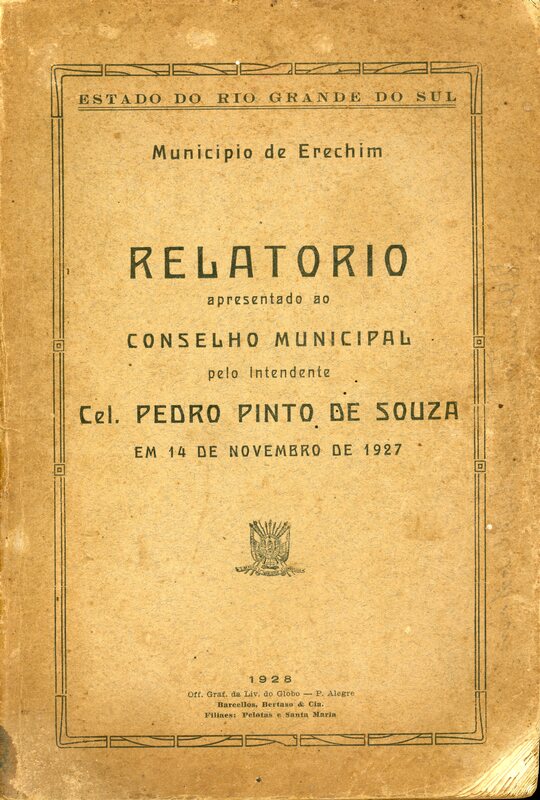 ESTADO DO RIO GRANDE DO SUL
Municipio de Erechim
RELATORIO
apresentado ao
CONSELHO MUNICIPAL
pelo Intendente
Cel. PEDRO PINTO DE SOUZA
EM 14 DE NOVEMBRO DE 1927
1928
Off. Graf. da Liv. do Globo — P. Alegre
Barcellos, Bertaso & Cia.
Filiaes: Pelotas e Santa Maria